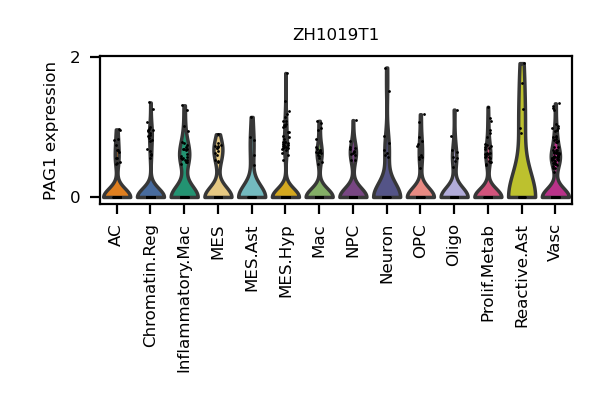 ZH1019T1
PAG1 expression
2
0
AC
Chromatin.Reg
Inflammatory.Mac
MES
MES.Ast
MES.Hyp
Mac
NPC
Neuron
OPC
Oligo
Prolif.Metab
Reactive.Ast
Vasc